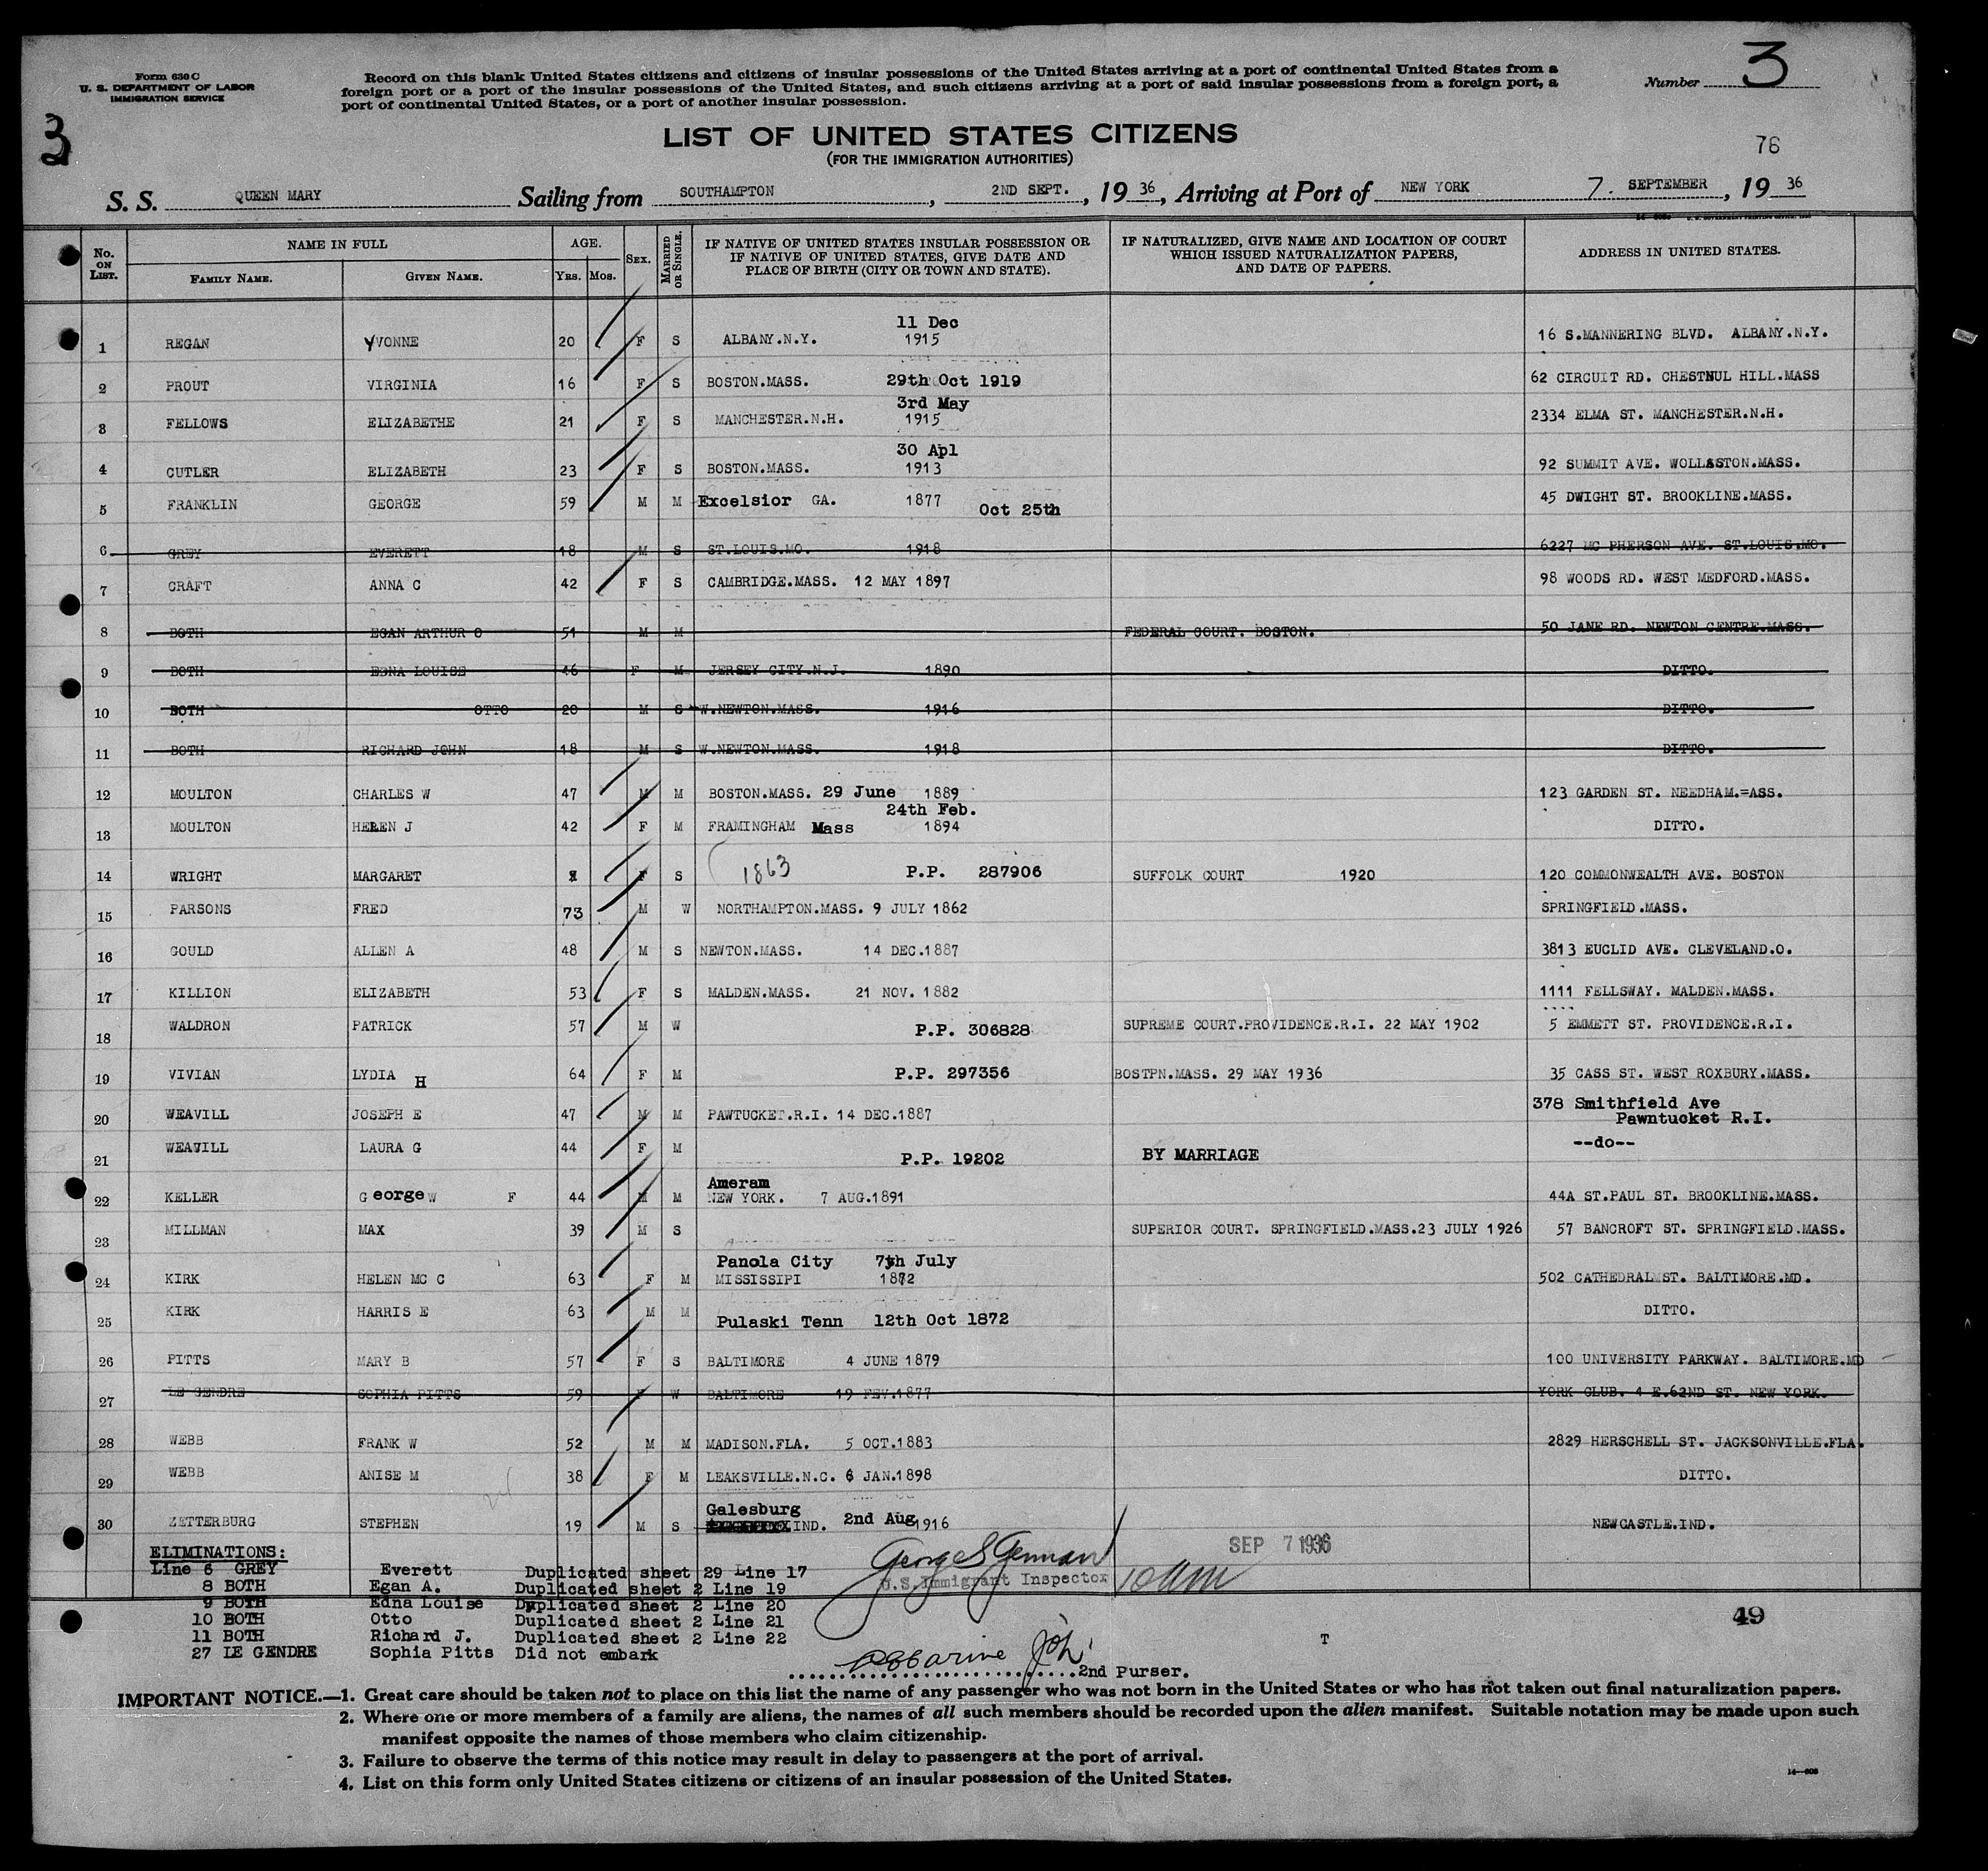 Form 630 C
U. S. DEPARTMENT OF LABOR
IMMIGRATION SERVICE
Record on this blank United States citizens and citizens of insular possessions of the United States arriving at a port of continental United States from a
foreign port or a port of the insular possessions of the United States, and such citizens arriving at a port of said insular possessions from a foreign port, a
port of continental United States, or a port of another insular possession.
Number 3
3
LIST OF UNITED STATES CITIZENS
(FOR THE IMMIGRATION AUTHORITIES)
76
S. S. QUEEN MARY Sailing from SOUTHAMPTON, 2ND SEPT., 1936, Arriving at Port of NEW YORK 7. SEPTEMBER, 1936
No. ON LIST. NAME IN FULL FAMILY NAME. GIVEN NAME. AGE. YRS. MOS. SEX. MARRIED OR SINGLE. IF NATIVE OF UNITED STATES INSULAR POSSESSION OR IF NATIVE OF UNITED STATES, GIVE DATE AND PLACE OF BIRTH (CITY OR TOWN AND STATE). IF NATURALIZED, GIVE NAME AND LOCATION OF COURT WHICH ISSUED NATURALIZATION PAPERS, AND DATE OF PAPERS. ADDRESS IN UNITED STATES.
1 REGAN YVONNE 20 F S ALBANY.N.Y. 11 Dec 1915 16 S.MANNERING BLVD. ALBANY.N.Y.
2 PROUT VIRGINIA 16 F S BOSTON.MASS. 29th Oct 1919 62 CIRCUIT RD. CHESTNUL HILL.MASS
3 FELLOWS ELIZABETHE 21 F S MANCHESTER.N.H. 3rd May 1915 2334 ELMA ST. MANCHESTER.N.H.
4 CUTLER ELIZABETH 23 F S BOSTON.MASS. 30 Apl 1913 92 SUMMIT AVE. WOLLASTON.MASS.
5 FRANKLIN GEORGE 59 M M Excelsior GA. 1877 Oct 25th 45 DWIGHT ST. BROOKLINE.MASS.
6 GREY EVERETT 18 M S ST.LOUIS.MO. 1918 6227 MC PHERSON AVE. ST.LOUIS.MO.
7 CRAFT ANNA C 42 F S CAMBRIDGE.MASS. 12 MAY 1897 98 WOODS RD. WEST MEDFORD.MASS.
8 BOTH EGAN ARTHUR O 51 M M FEDERAL COURT. BOSTON. 50 JANE RD. NEWTON CENTRE.MASS.
9 BOTH EDNA LOUISE 46 F M JERSEY CITY.N.J. 1890 DITTO.
10 BOTH OTTO 20 M S W.NEWTON.MASS. 1916 DITTO.
11 BOTH RICHARD JOHN 18 M S W.NEWTON.MASS. 1918 DITTO.
12 MOULTON CHARLES W 47 M M BOSTON.MASS. 29 June 1889 123 GARDEN ST. NEEDHAM.=ASS.
13 MOULTON HELEN J 42 F M FRAMINGHAM Mass 24th Feb. 1894 DITTO.
14 WRIGHT MARGARET F S 1863 P.P. 287906 SUFFOLK COURT 1920 120 COMMONWEALTH AVE. BOSTON
15 PARSONS FRED 73 M W NORTHAMPTON.MASS. 9 JULY 1862 SPRINGFIELD.MASS.
16 GOULD ALLEN A 48 M S NEWTON.MASS. 14 DEC.1887 3813 EUCLID AVE. CLEVELAND.O.
17 KILLION ELIZABETH 53 F S MALDEN.MASS. 21 NOV. 1882 1111 FELLSWAY. MALDEN.MASS.
18 WALDRON PATRICK 57 M W P.P. 306828 SUPREME COURT.PROVIDENCE.R.I. 22 MAY 1902 5 EMMETT ST. PROVIDENCE.R.I.
19 VIVIAN LYDIA H 64 F M P.P. 297356 BOSTPN.MASS. 29 MAY 1936 35 CASS ST. WEST ROXBURY.MASS.
20 WEAVILL JOSEPH E 47 M M PAWTUCKET.R.I. 14 DEC.1887 378 Smithfield Ave Pawntucket R.I.
21 WEAVILL LAURA G 44 F M P.P. 19202 BY MARRIAGE --do--
22 KELLER George W F 44 M M Ameram NEW YORK. 7 AUG.1891 44A ST.PAUL ST. BROOKLINE.MASS.
23 MILLMAN MAX 39 M S SUPERIOR COURT. SPRINGFIELD.MASS.23 JULY 1926 57 BANCROFT ST. SPRINGFIELD.MASS.
24 KIRK HELEN MC C 63 F M Panola City 7th July MISSISSIPI 1872 502 CATHEDRAL ST. BALTIMORE.MD.
25 KIRK HARRIS E 63 M M Pulaski Tenn 12th Oct 1872 DITTO.
26 PITTS MARY B 57 F S BALTIMORE 4 JUNE 1879 100 UNIVERSITY PARKWAY. BALTIMORE.MD
27 LE GENDRE SOPHIA PITTS 59 F W BALTIMORE 19 FEV.1877 YORK CLUB. 4 E.62ND ST. NEW YORK.
28 WEBB FRANK W 52 M M MADISON.FLA. 5 OCT.1883 2829 HERSCHELL ST. JACKSONVILLE.FLA.
29 WEBB ANISE M 38 F M LEAKSVILLE.N.C. 6 JAN.1898 DITTO.
30 ZETTERBURG STEPHEN 19 M S Galesburg IND. 2nd Aug 1916 NEWCASTLE.IND.
ELIMINATIONS:
Line 6 GREY Everett Duplicated sheet 29 Line 17
8 BOTH Egan A. Duplicated sheet 2 Line 19
9 BOTH Edna Louise Duplicated sheet 2 Line 20
10 BOTH Otto Duplicated sheet 2 Line 21
11 BOTH Richard J. Duplicated sheet 2 Line 22
27 LE GENDRE Sophia Pitts Did not embark
U.S. Immigrant Inspector
SEP 7 1936
49
T
2nd Purser.
IMPORTANT NOTICE.—1. Great care should be taken not to place on this list the name of any passenger who was not born in the United States or who has not taken out final naturalization papers.
2. Where one or more members of a family are aliens, the names of all such members should be recorded upon the alien manifest. Suitable notation may be made upon such
manifest opposite the names of those members who claim citizenship.
3. Failure to observe the terms of this notice may result in delay to passengers at the port of arrival.
4. List on this form only United States citizens or citizens of an insular possession of the United States.